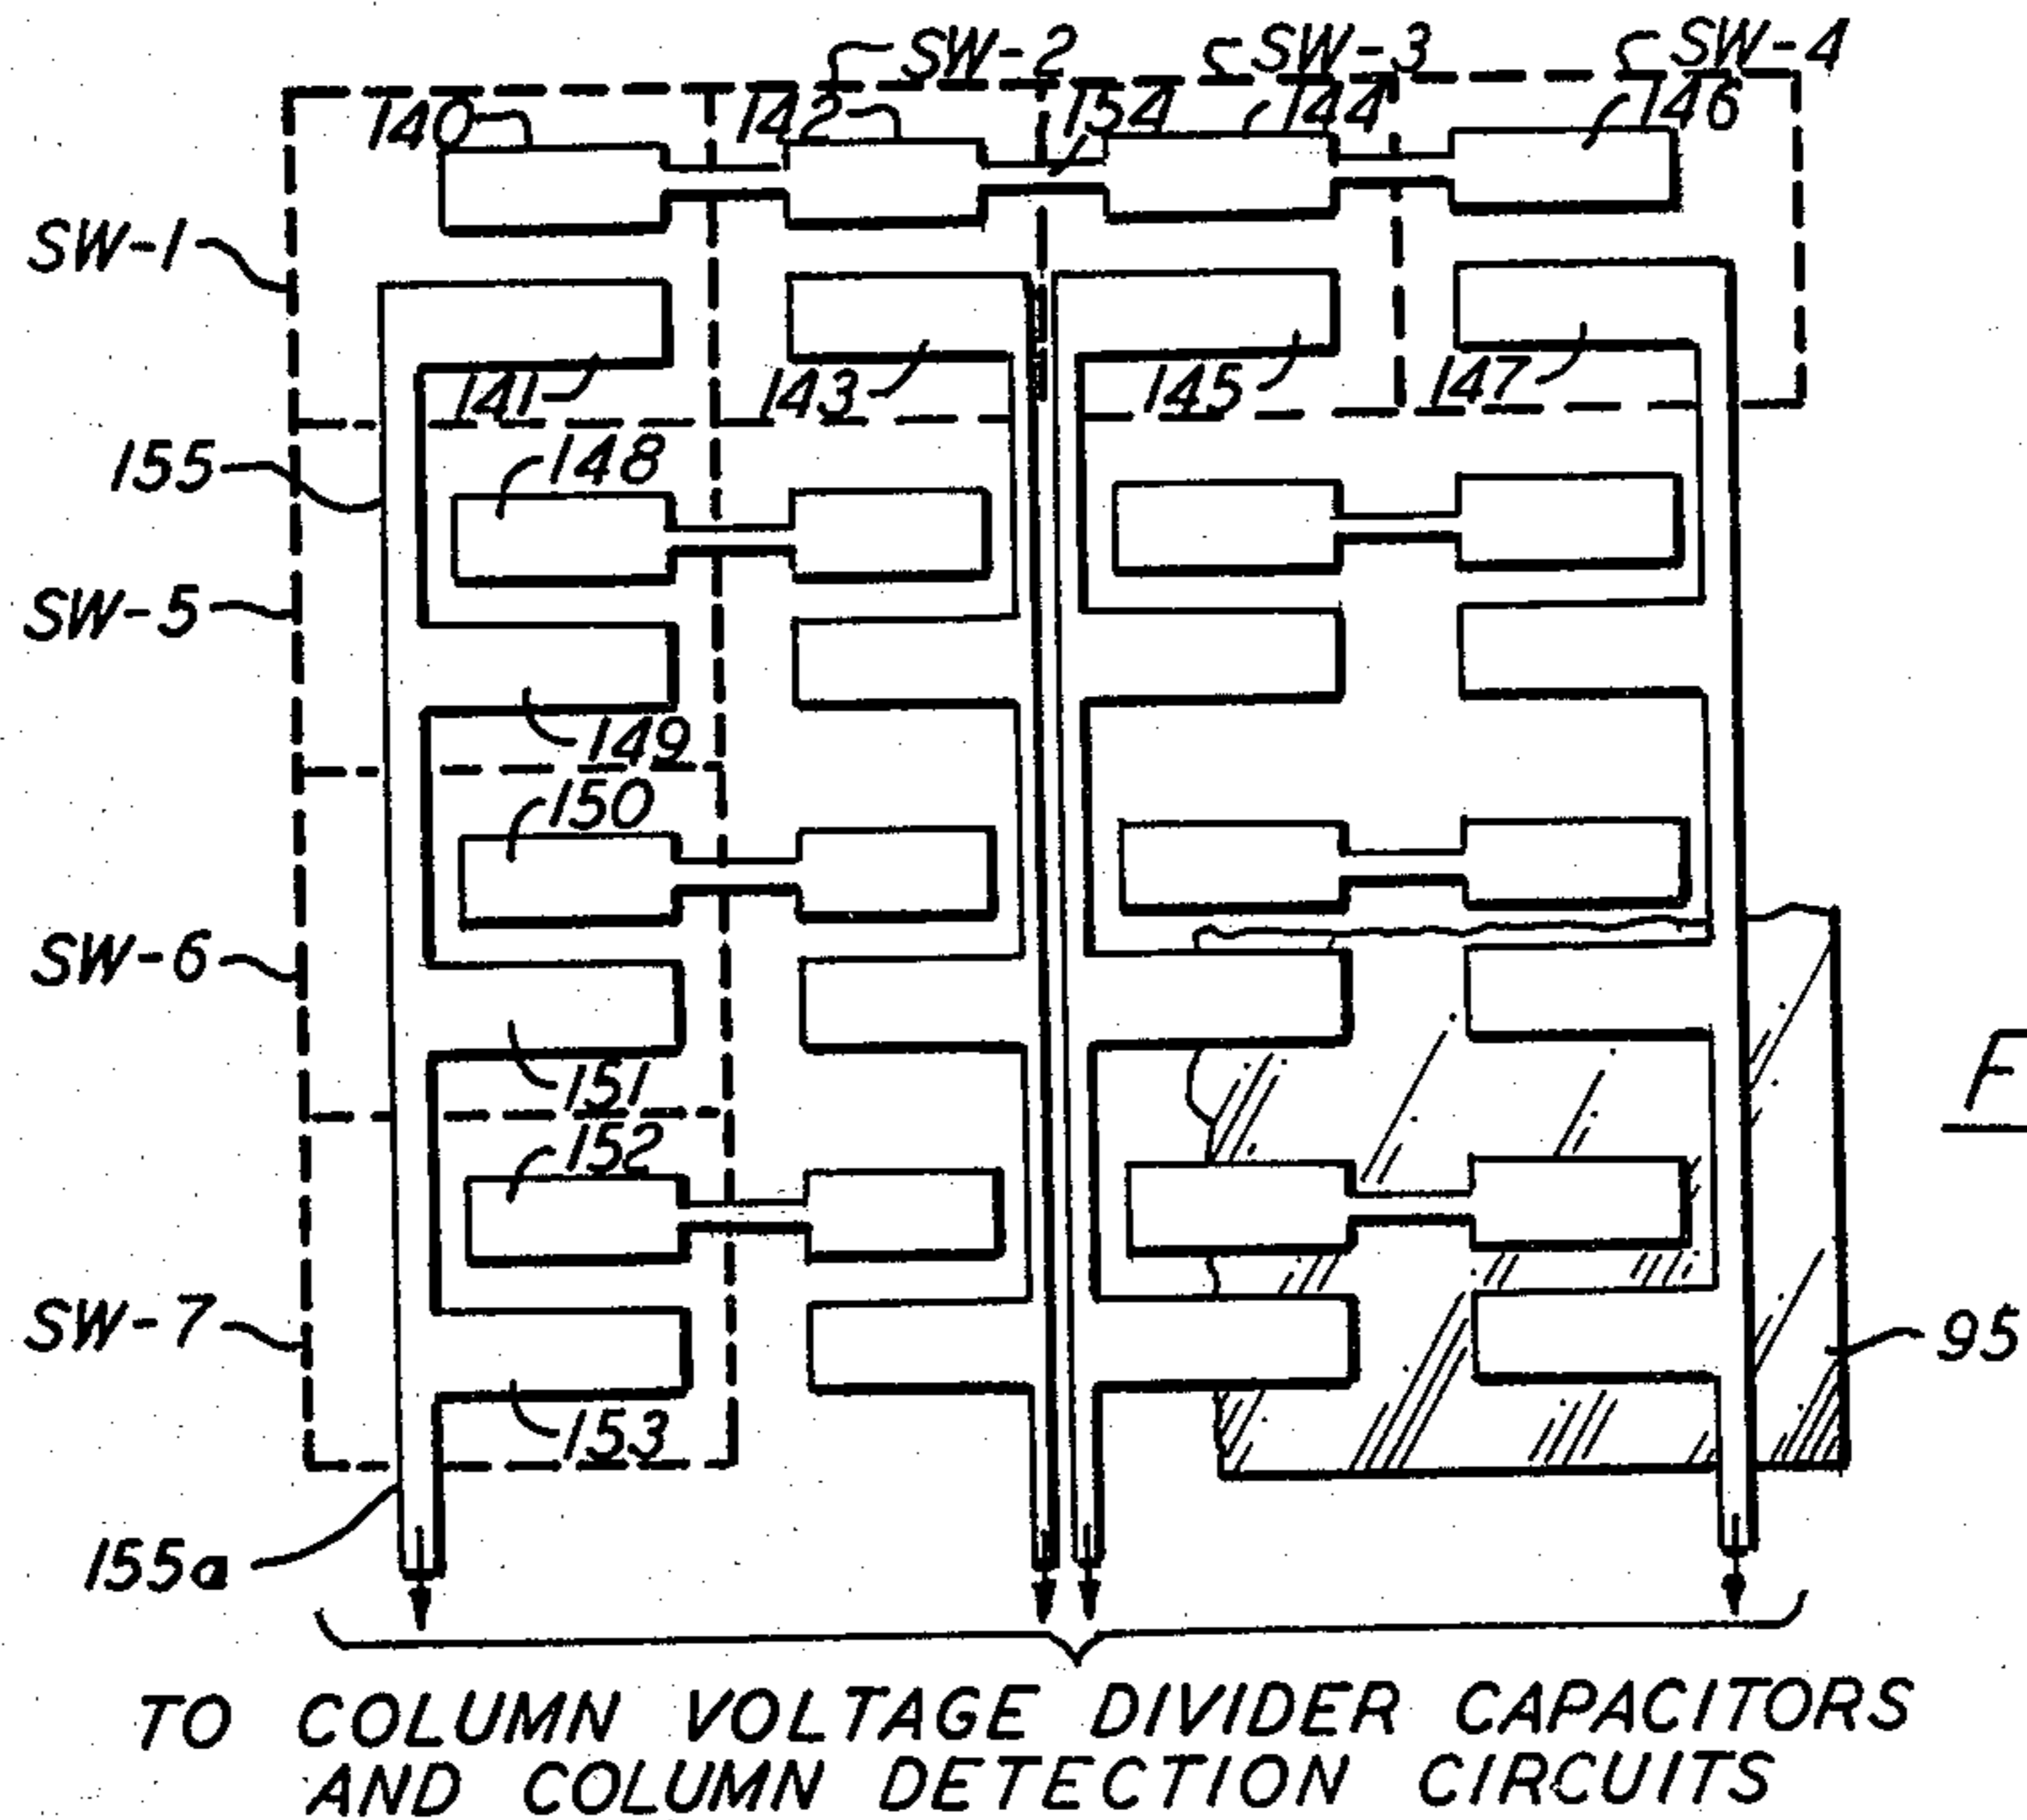 SW-2 SW-3 SW-4
140 142 154 144 146
SW-1
141 143 145 147
155 148
SW-5
149
150
SW-6
F
151
152
SW-7 95
153
155a
TO COLUMN VOLTAGE DIVIDER CAPACITORS
AND COLUMN DETECTION CIRCUITS